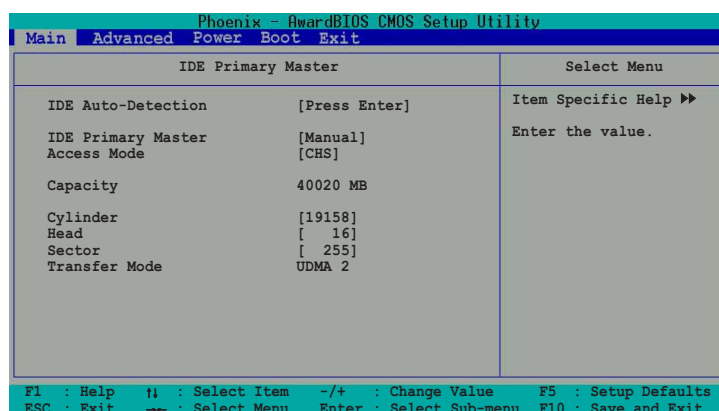 Phoenix - AwardBIOS CMOS Setup Utility
Main Advanced Power Boot Exit
IDE Primary Master
Select Menu
IDE Auto-Detection [Press Enter]
IDE Primary Master [Manual]
Access Mode [CHS]
Capacity 40020 MB
Cylinder [19158]
Head [ 16]
Sector [ 255]
Transfer Mode UDMA 2
Item Specific Help ▶▶
Enter the value.
F1 : Help ↑↓ : Select Item -/+ : Change Value F5 : Setup Defaults
ESC : Exit →← : Select Menu Enter : Select Sub-menu F10 : Save and Exit